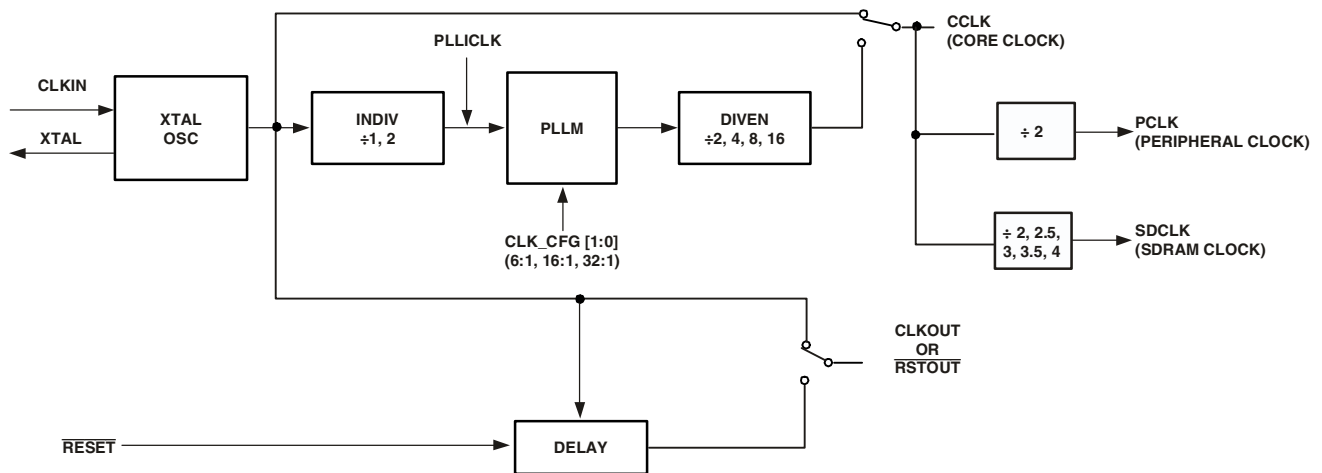 CCLK
(CORE CLOCK)
PLLICLK
CLKIN
XTAL
XTAL
OSC
INDIV
÷1, 2
PLLM
DIVEN
÷2, 4, 8, 16
÷ 2
PCLK
(PERIPHERAL CLOCK)
CLK_CFG [1:0]
(6:1, 16:1, 32:1)
÷ 2, 2.5,
3, 3.5, 4
SDCLK
(SDRAM CLOCK)
CLKOUT
OR
RSTOUT
RESET
DELAY